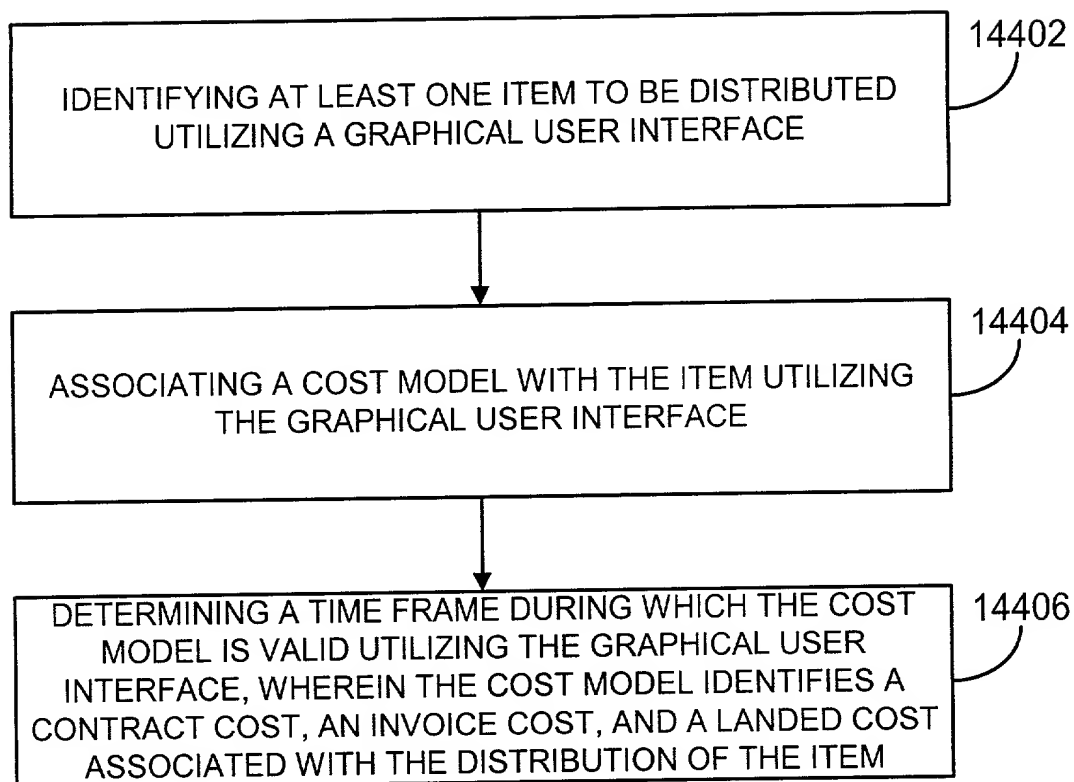 14402
IDENTIFYING AT LEAST ONE ITEM TO BE DISTRIBUTED
UTILIZING A GRAPHICAL USER INTERFACE
14404
ASSOCIATING A COST MODEL WITH THE ITEM UTILIZING
THE GRAPHICAL USER INTERFACE
14406
DETERMINING A TIME FRAME DURING WHICH THE COST
MODEL IS VALID UTILIZING THE GRAPHICAL USER
INTERFACE, WHEREIN THE COST MODEL IDENTIFIES A
CONTRACT COST, AN INVOICE COST, AND A LANDED COST
ASSOCIATED WITH THE DISTRIBUTION OF THE ITEM